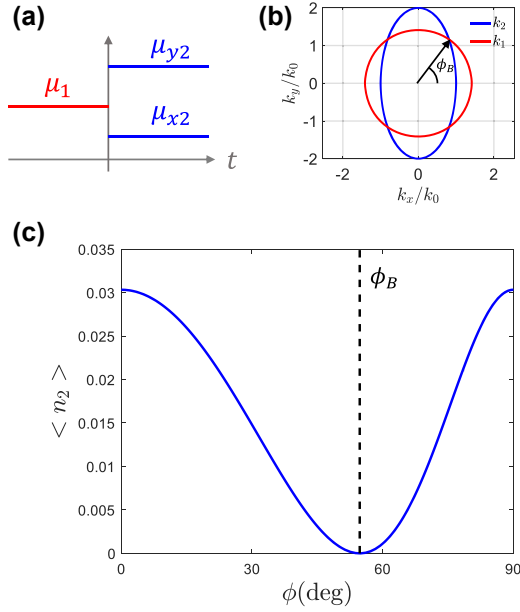 (a)
μ_{y2}
μ_1
μ_{x2}
t
(b)
2
1
0
-1
-2
k_y/k_0
k_2
k_1
ϕ_B
-2 0 2
k_x/k_0
(c)
0.035
0.03
0.025
0.02
0.015
0.01
0.005
0
< n_2 >
ϕ_B
0 30 60 90
ϕ(deg)